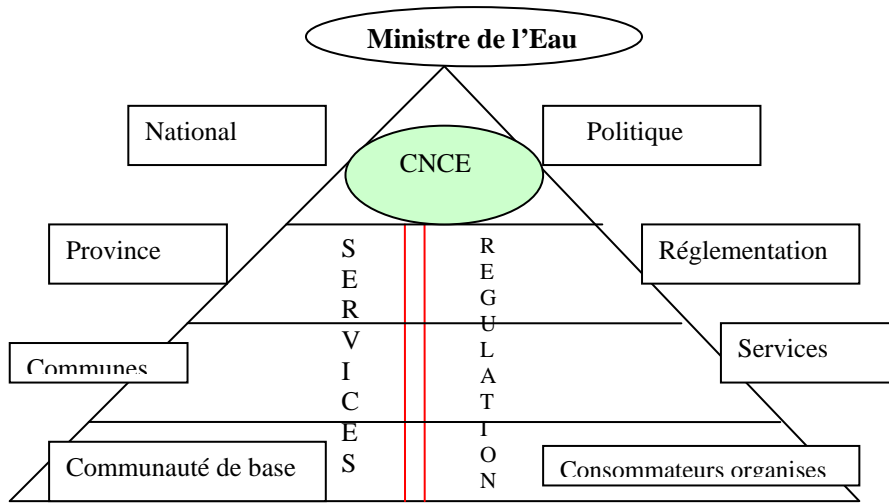 Ministre de l’Eau
National
Politique
CNCE
Province
Réglementation
SERVICES
REGULATION
Communes
Services
Communauté de base
Consommateurs organises